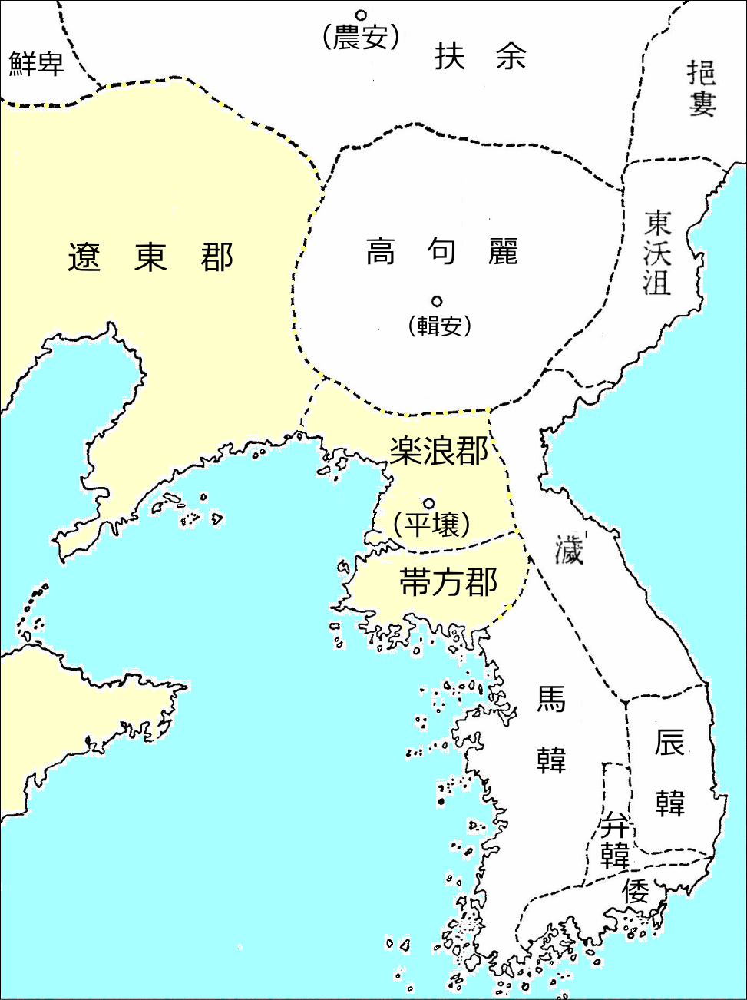 (農安)
扶余
鮮卑
挹婁
東沃沮
遼東郡
高句麗
(輯安)
楽浪郡
(平壌)
濊
帯方郡
馬韓
辰韓
弁韓
倭